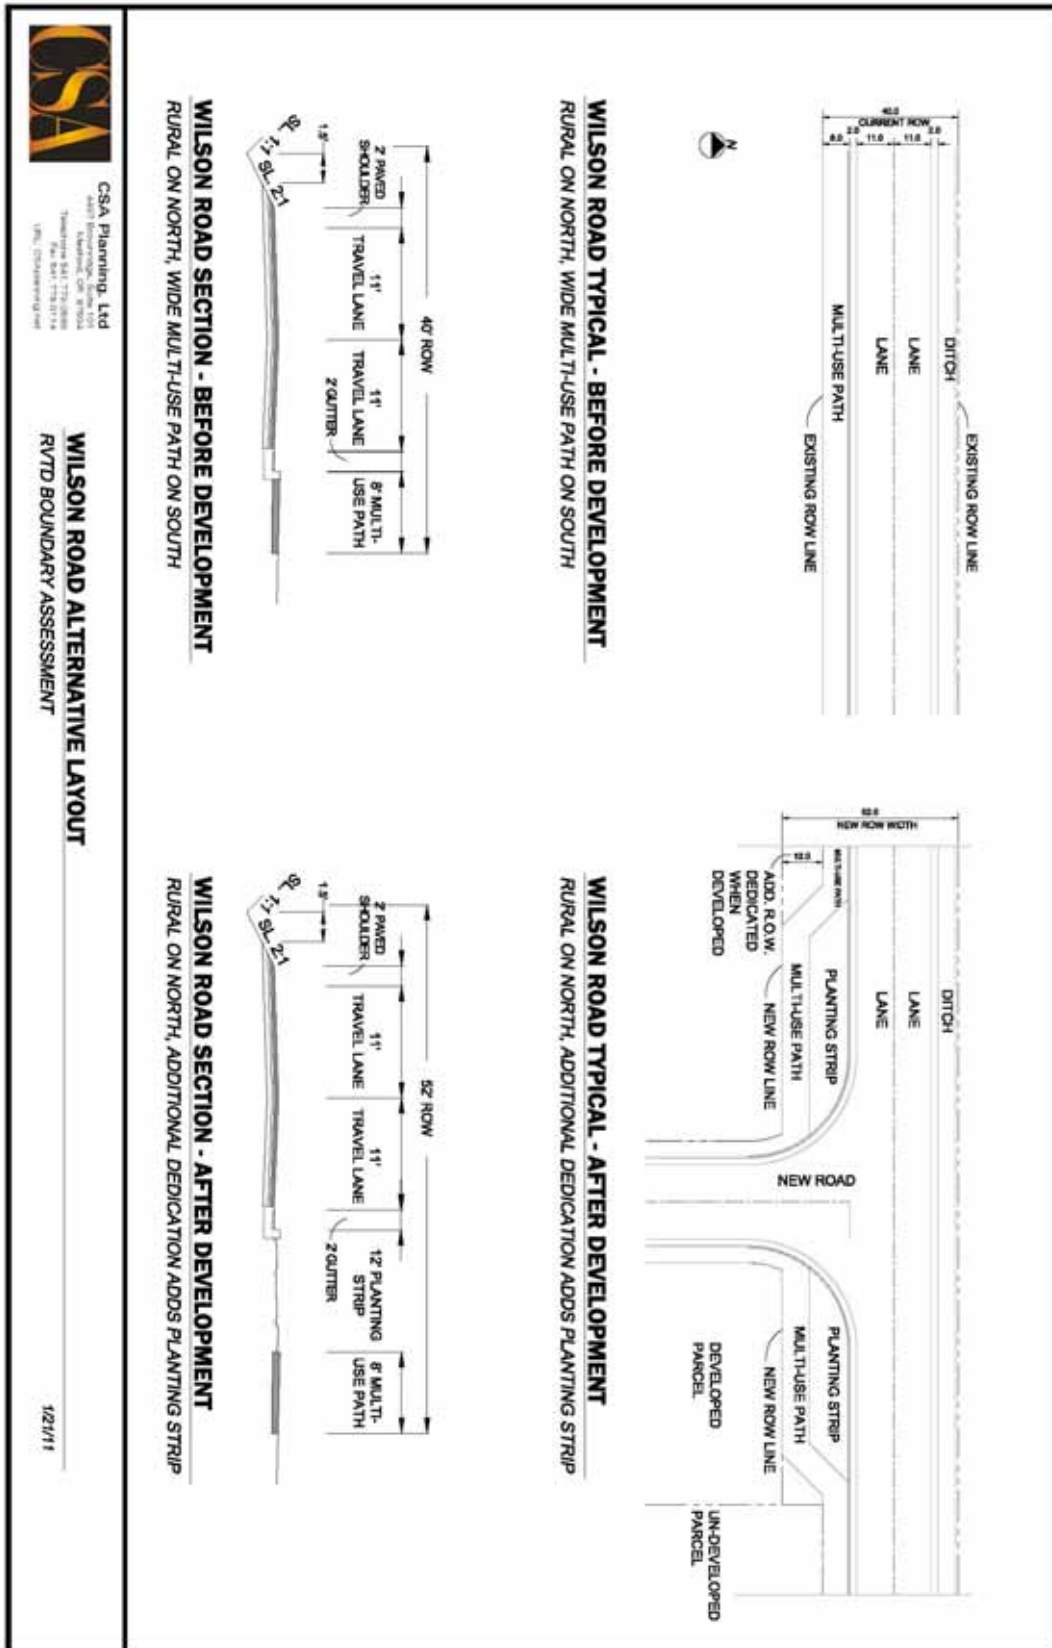 40.0
CURRENT ROW
8.0 2.0 11.0 11.0 2.0
DITCH
LANE
LANE
MULTI-USE PATH
EXISTING ROW LINE
EXISTING ROW LINE
N
WILSON ROAD TYPICAL - BEFORE DEVELOPMENT
RURAL ON NORTH, WIDE MULTI-USE PATH ON SOUTH
52.0
NEW ROW WIDTH
12.0
MULTI-USE PATH
DITCH
LANE
LANE
PLANTING STRIP
MULTI-USE PATH
NEW ROW LINE
ADD. R.O.W.
DEDICATED
WHEN
DEVELOPED
NEW ROAD
PLANTING STRIP
MULTI-USE PATH
NEW ROW LINE
DEVELOPED
PARCEL
UN-DEVELOPED
PARCEL
WILSON ROAD TYPICAL - AFTER DEVELOPMENT
RURAL ON NORTH, ADDITIONAL DEDICATION ADDS PLANTING STRIP
40' ROW
2' PAVED
SHOULDER
11'
TRAVEL LANE
11'
TRAVEL LANE
2' GUTTER
8' MULTI-
USE PATH
1.5'
SL. 2:1
WILSON ROAD SECTION - BEFORE DEVELOPMENT
RURAL ON NORTH, WIDE MULTI-USE PATH ON SOUTH
52' ROW
2' PAVED
SHOULDER
11'
TRAVEL LANE
11'
TRAVEL LANE
2' GUTTER
12' PLANTING
STRIP
8' MULTI-
USE PATH
1.5'
SL. 2:1
WILSON ROAD SECTION - AFTER DEVELOPMENT
RURAL ON NORTH, ADDITIONAL DEDICATION ADDS PLANTING STRIP
CSA
CSA Planning, Ltd
WILSON ROAD ALTERNATIVE LAYOUT
RVTD BOUNDARY ASSESSMENT
1/21/11